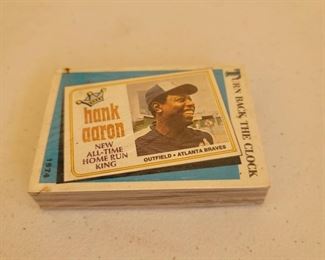 hank
aaron
NEW
ALL-TIME
HOME RUN
KING
OUTFIELD • ATLANTA BRAVES
TURN BACK THE CLOCK
1974